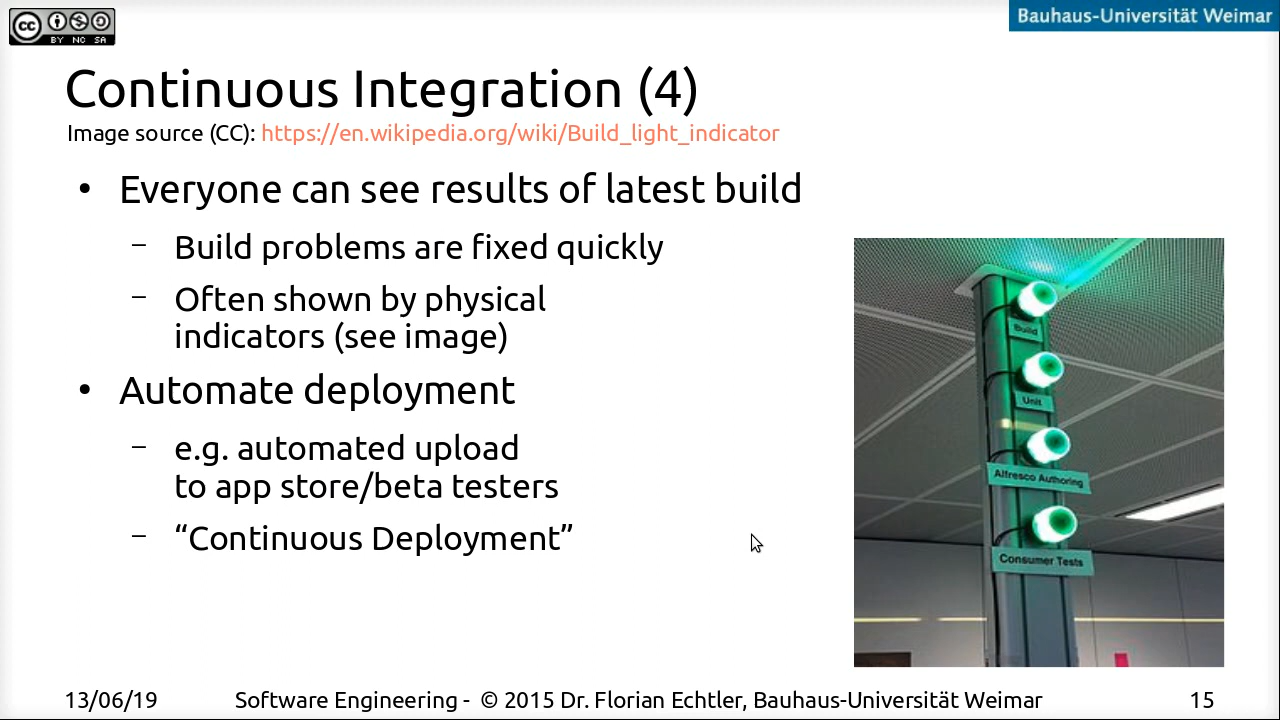 BY NC SA
Bauhaus-Universität Weimar
Continuous Integration (4)
Image source (CC): https://en.wikipedia.org/wiki/Build_light_indicator
• Everyone can see results of latest build
– Build problems are fixed quickly
– Often shown by physical
indicators (see image)
• Automate deployment
– e.g. automated upload
to app store/beta testers
– “Continuous Deployment”
Build
Unit
Alfresco Authoring
Consumer Tests
13/06/19
Software Engineering - © 2015 Dr. Florian Echtler, Bauhaus-Universität Weimar
15